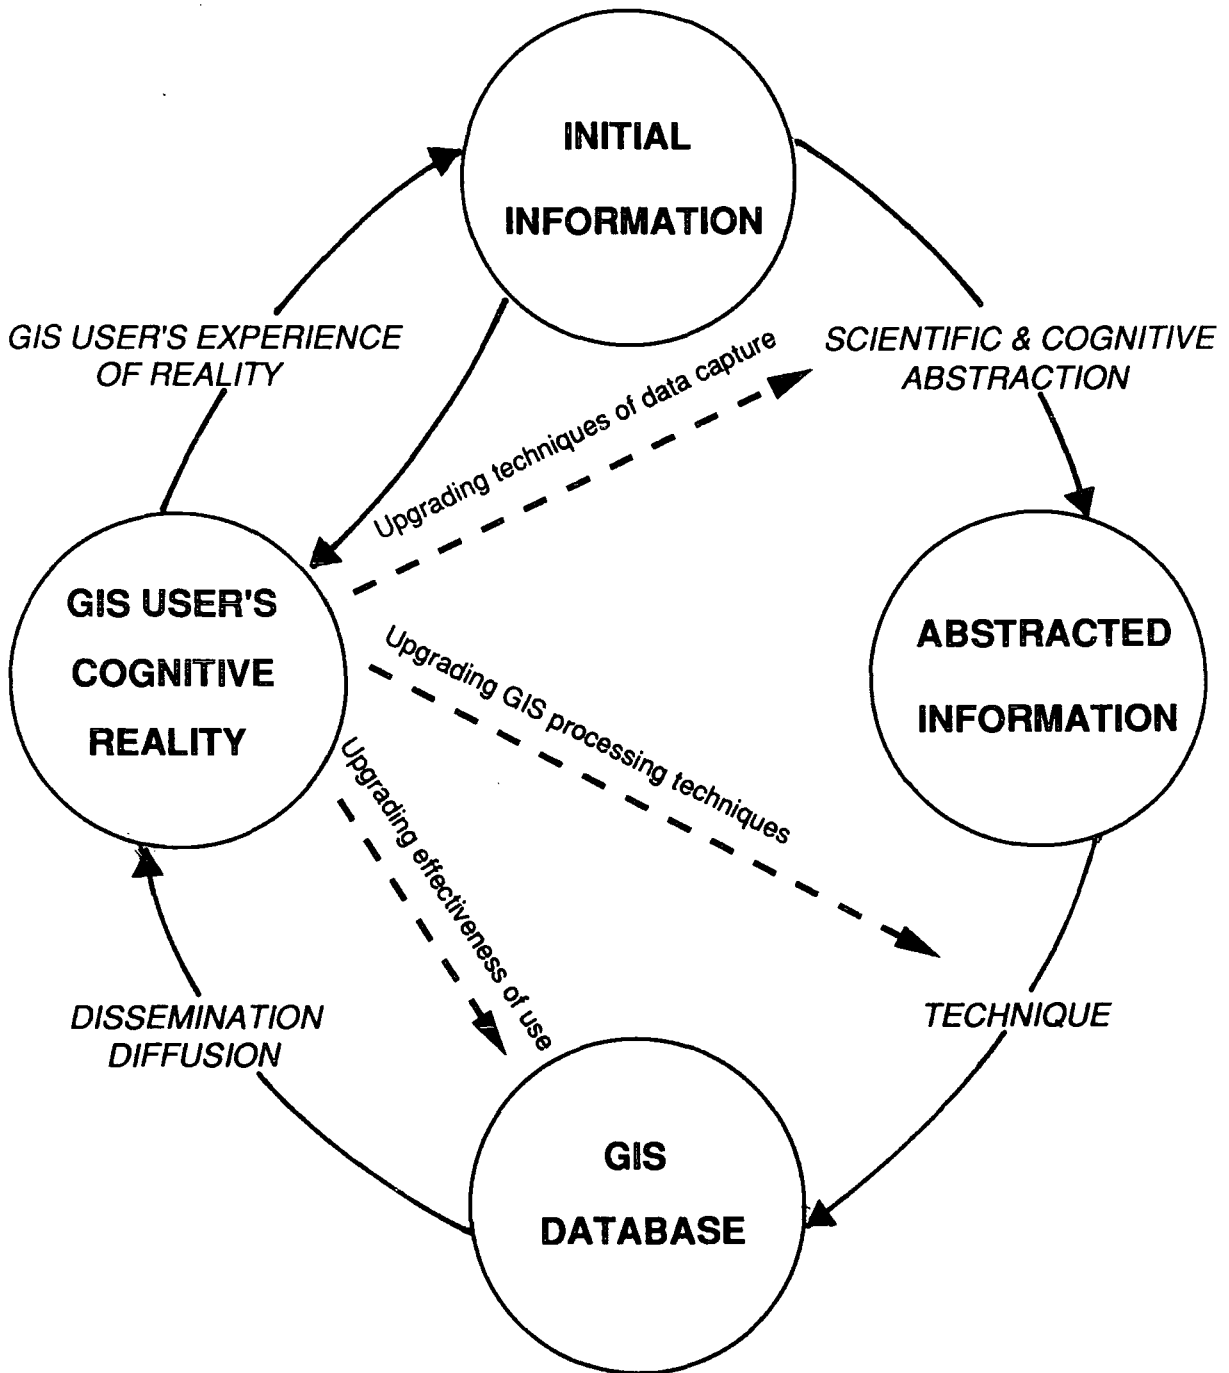 INITIAL
INFORMATION
GIS USER'S EXPERIENCE
OF REALITY
SCIENTIFIC & COGNITIVE
ABSTRACTION
Upgrading techniques of data capture
GIS USER'S
COGNITIVE
REALITY
Upgrading GIS processing techniques
ABSTRACTED
INFORMATION
Upgrading effectiveness of use
DISSEMINATION
DIFFUSION
TECHNIQUE
GIS
DATABASE